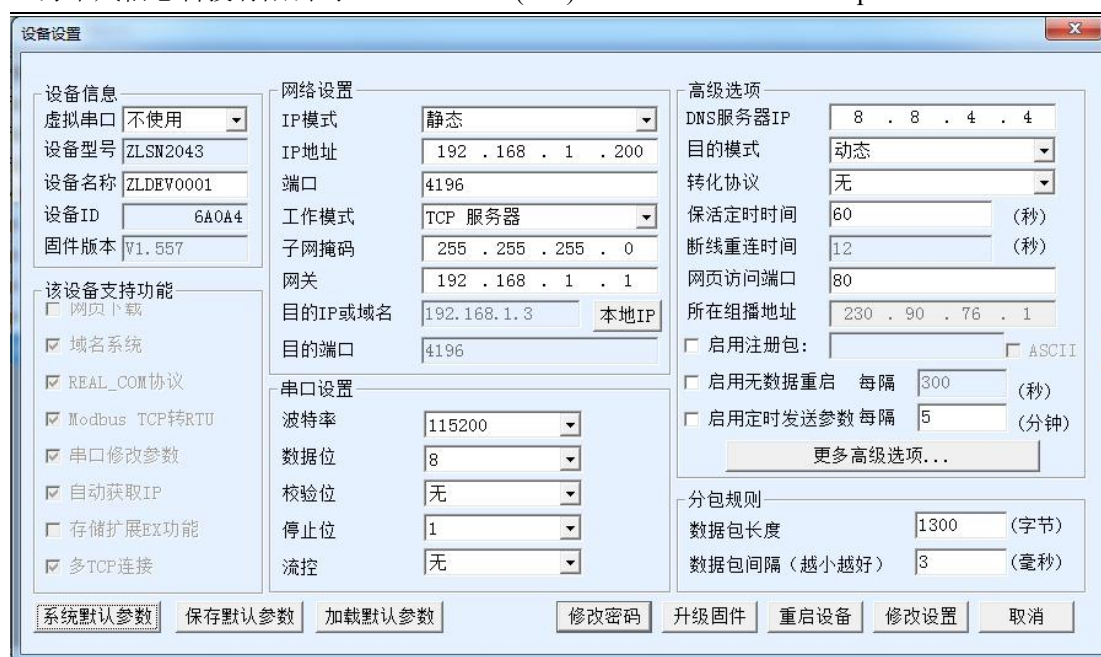 设备设置
设备信息
虚拟串口 不使用
设备型号 ZLSN2043
设备名称 ZLDEV0001
设备ID 6A0A4
固件版本 V1.557
该设备支持功能
网页下载
域名系统
REAL_COM协议
Modbus TCP转RTU
串口修改参数
自动获取IP
存储扩展EX功能
多TCP连接
网络设置
IP模式 静态
IP地址 192 . 168 . 1 . 200
端口 4196
工作模式 TCP 服务器
子网掩码 255 . 255 . 255 . 0
网关 192 . 168 . 1 . 1
目的IP或域名 192.168.1.3 本地IP
目的端口 4196
串口设置
波特率 115200
数据位 8
校验位 无
停止位 1
流控 无
高级选项
DNS服务器IP 8 . 8 . 4 . 4
目的模式 动态
转化协议 无
保活定时时间 60 (秒)
断线重连时间 12 (秒)
网页访问端口 80
所在组播地址 230 . 90 . 76 . 1
启用注册包: ASCII
启用无数据重启 每隔 300 (秒)
启用定时发送参数 每隔 5 (分钟)
更多高级选项...
分包规则
数据包长度 1300 (字节)
数据包间隔（越小越好） 3 (毫秒)
系统默认参数 保存默认参数 加载默认参数 修改密码 升级固件 重启设备 修改设置 取消